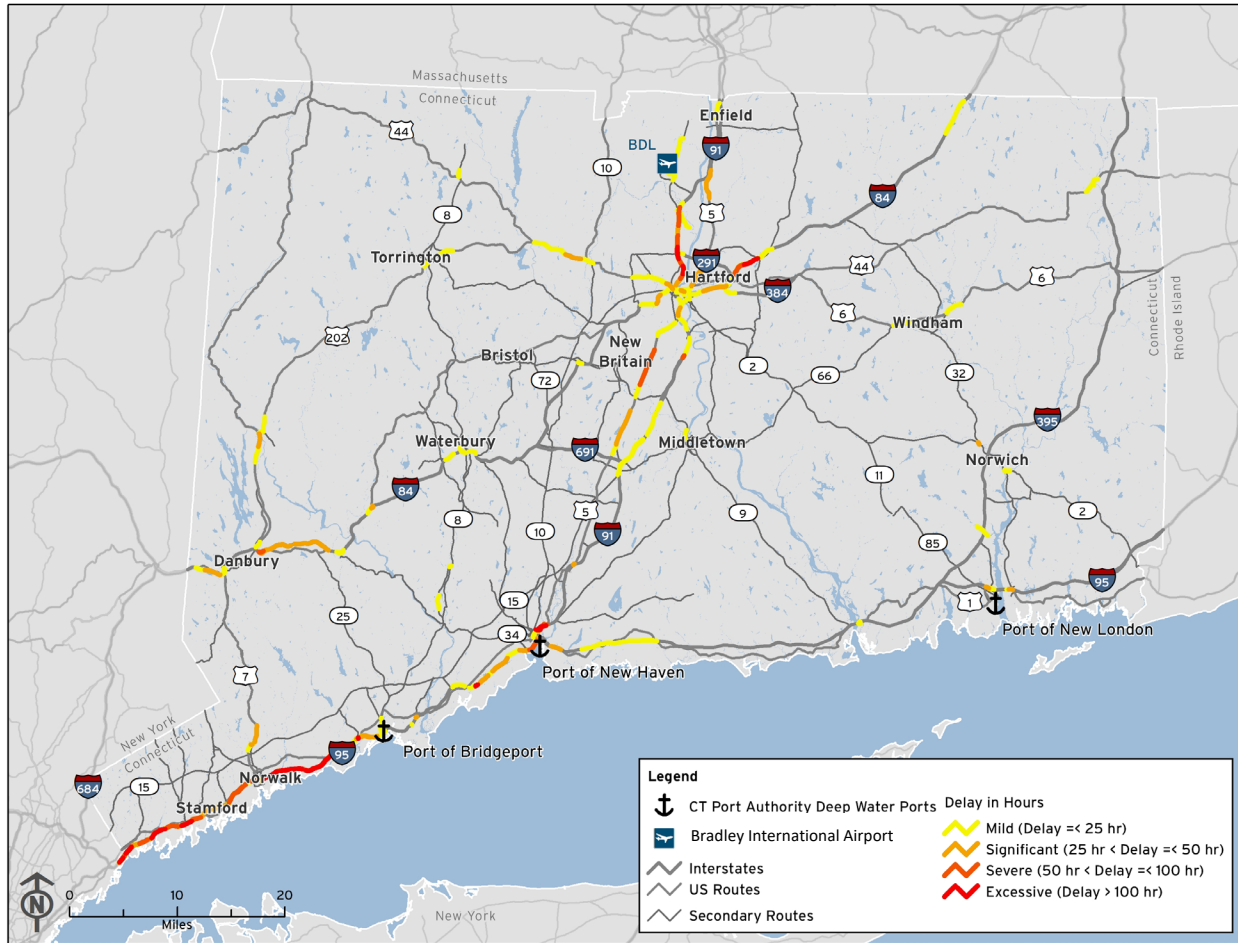 Massachusetts
Connecticut
Enfield
44
BDL
91
10
84
8
5
Torrington
291
Hartford
44
384
6
Connecticut
Rhode Island
202
6
Windham
New
Britain
Bristol
2
66
32
72
395
Waterbury
691
Middletown
Norwich
84
11
5
9
2
8
10
91
85
Danbury
95
15
1
25
34
Port of New London
Port of New Haven
7
New York
Connecticut
95
Port of Bridgeport
684
15
Norwalk
Stamford
N
0 10 20
Miles
New York
Legend
CT Port Authority Deep Water Ports
Bradley International Airport
Interstates
US Routes
Secondary Routes
Delay in Hours
Mild (Delay =< 25 hr)
Significant (25 hr < Delay =< 50 hr)
Severe (50 hr < Delay =< 100 hr)
Excessive (Delay > 100 hr)